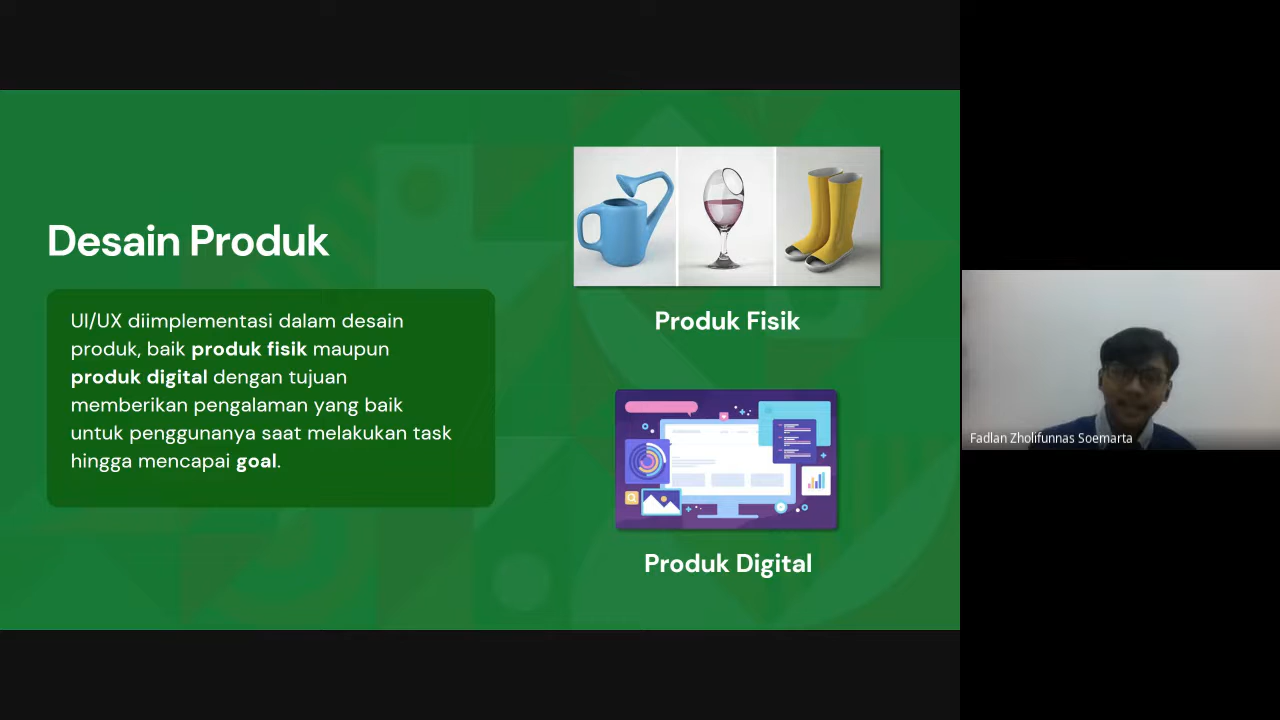 Desain Produk
UI/UX diimplementasi dalam desain
produk, baik produk fisik maupun
produk digital dengan tujuan
memberikan pengalaman yang baik
untuk penggunanya saat melakukan task
hingga mencapai goal.
Produk Fisik
Produk Digital
Fadlan Zholifunnas Soemarta